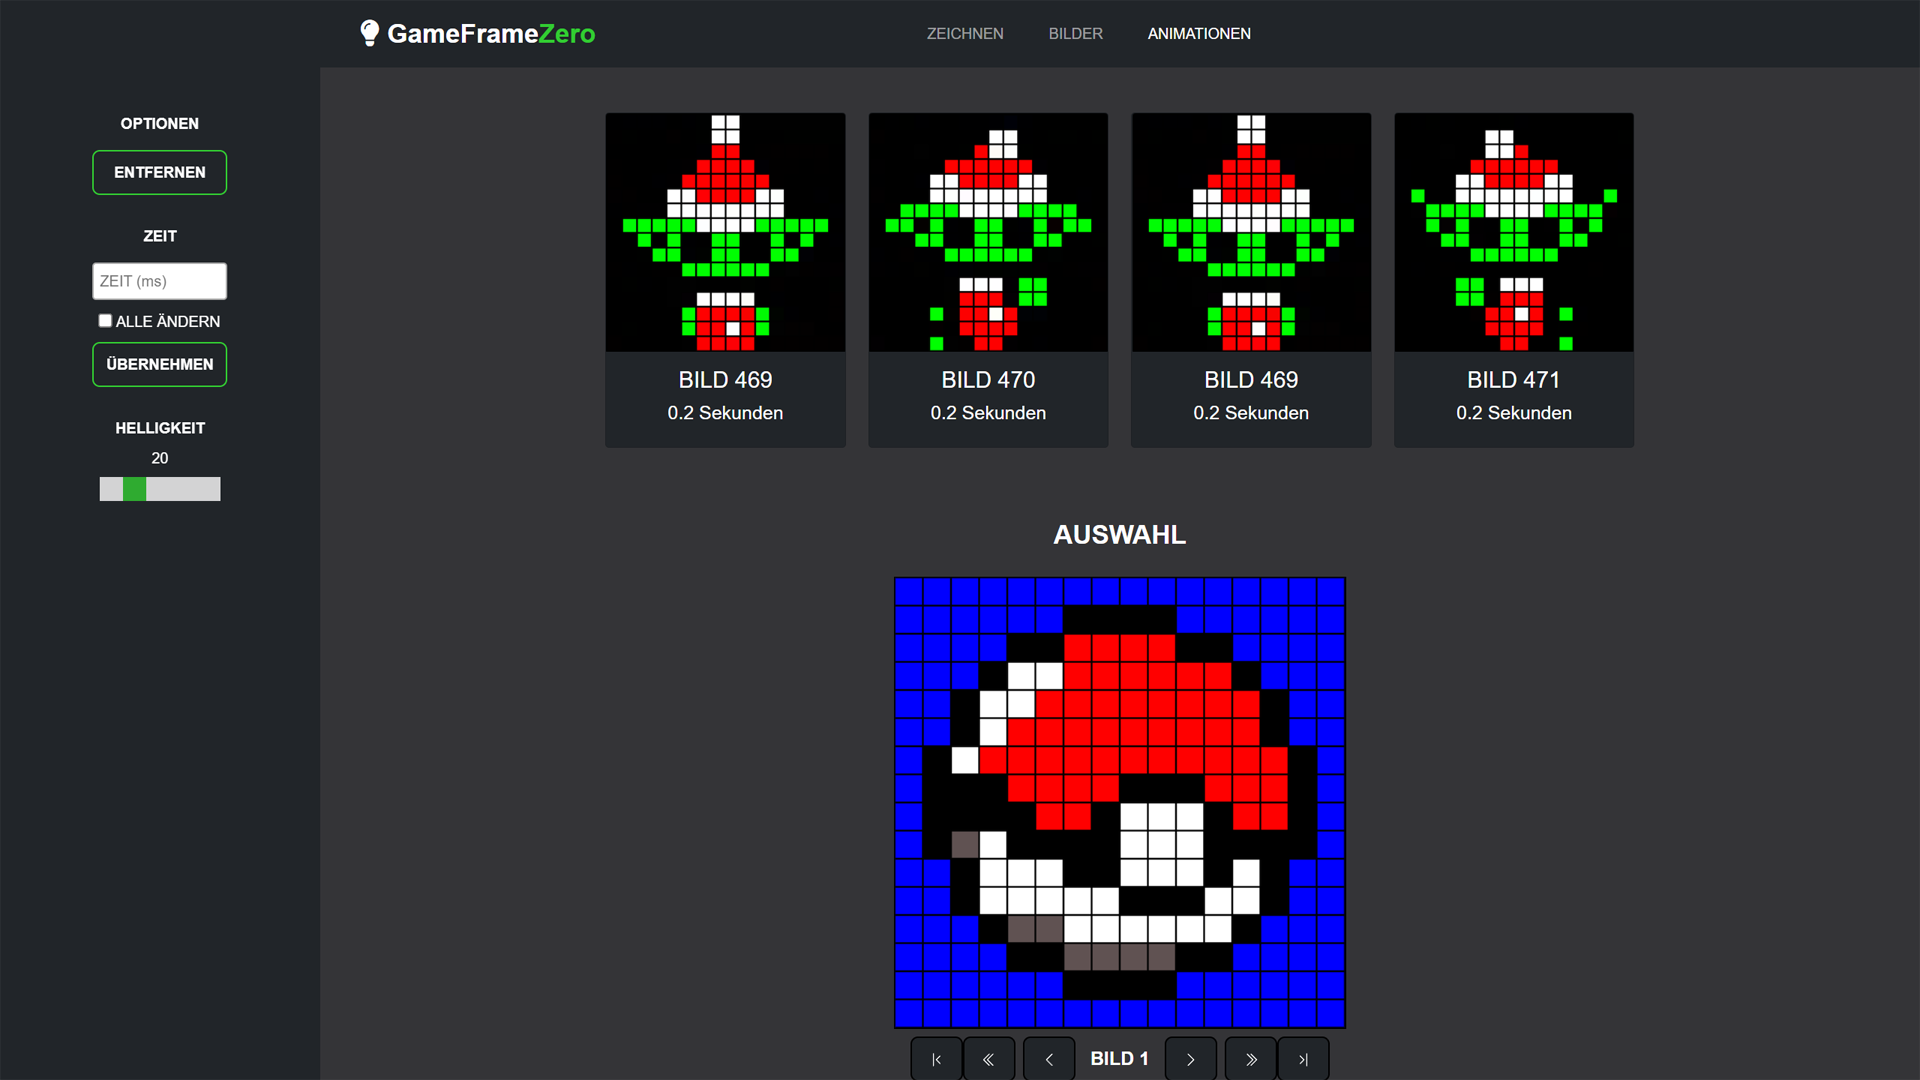 GameFrameZero
ZEICHNEN
BILDER
ANIMATIONEN
OPTIONEN
ENTFERNEN
ZEIT
ZEIT (ms)
ALLE ÄNDERN
ÜBERNEHMEN
HELLIGKEIT
20
BILD 469
0.2 Sekunden
BILD 470
0.2 Sekunden
BILD 469
0.2 Sekunden
BILD 471
0.2 Sekunden
AUSWAHL
BILD 1